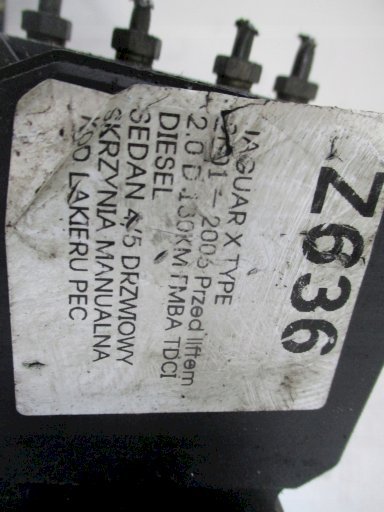 Z636
JAGUAR X TYPE
2001 - 2005 Przed liftem.
2.0 D 130KM FMBA TDCI
DIESEL
SEDAN 4/5 DRZWIOWY
SKRZYNIA MANUALNA
KOD LAKIERU PEC